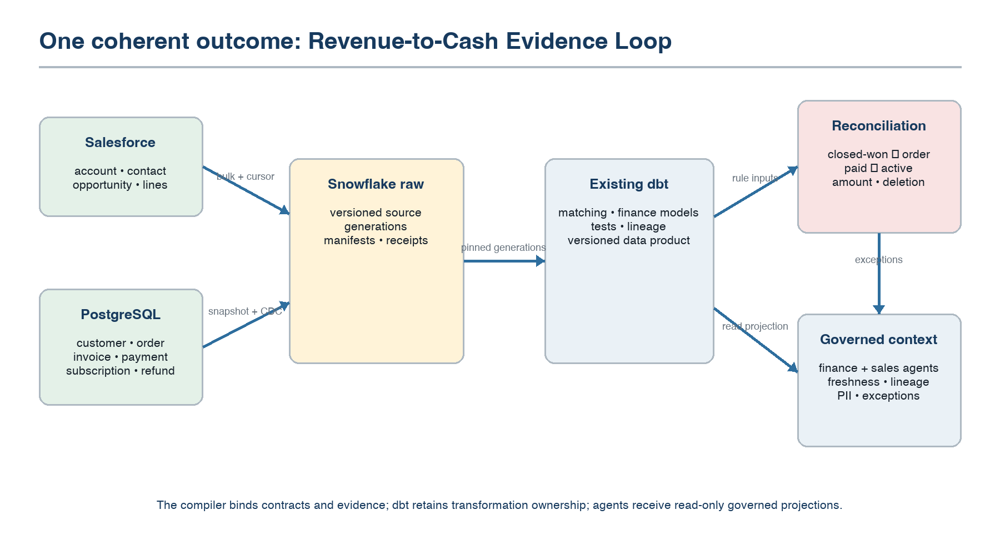 One coherent outcome: Revenue-to-Cash Evidence Loop
Salesforce
account • contact
opportunity • lines
bulk + cursor
PostgreSQL
customer • order
invoice • payment
subscription • refund
snapshot + CDC
Snowflake raw
versioned source
generations
manifests • receipts
pinned generations
Existing dbt
matching • finance models
tests • lineage
versioned data product
rule inputs
read projection
Reconciliation
closed-won □ order
paid □ active
amount • deletion
exceptions
Governed context
finance + sales agents
freshness • lineage
PII • exceptions
The compiler binds contracts and evidence; dbt retains transformation ownership; agents receive read-only governed projections.